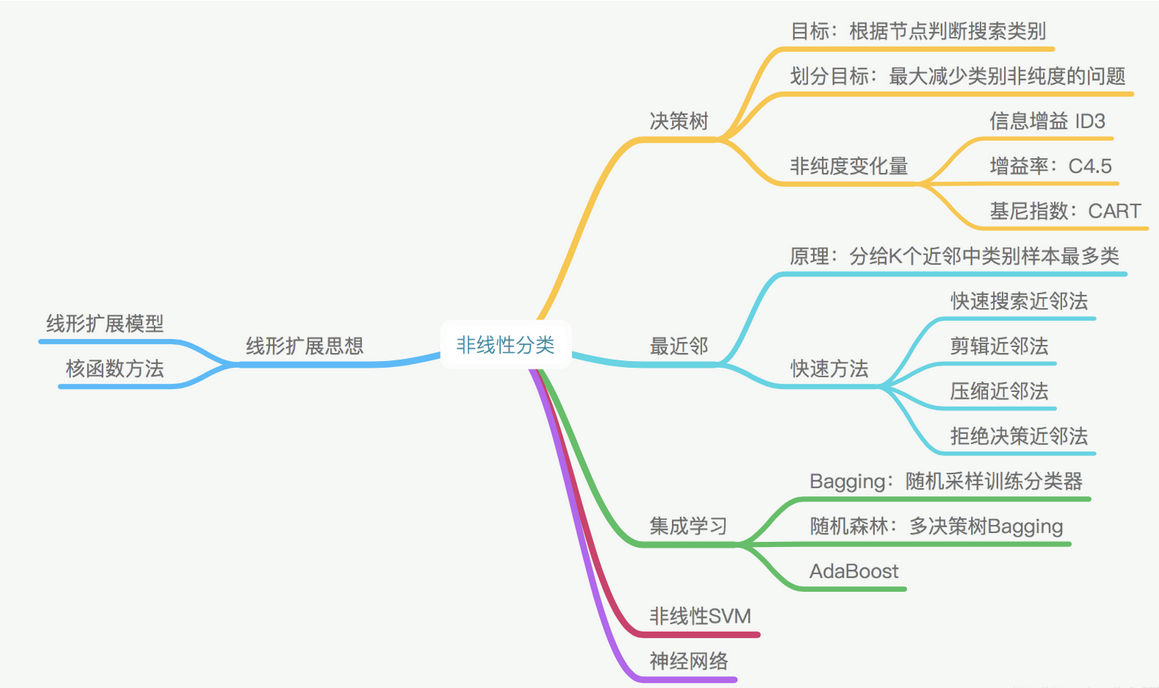 非线性分类
决策树
目标：根据节点判断搜索类别
划分目标：最大减少类别非纯度的问题
非纯度变化量
信息增益 ID3
增益率：C4.5
基尼指数：CART
最近邻
原理：分给K个近邻中类别样本最多类
快速方法
快速搜索近邻法
剪辑近邻法
压缩近邻法
拒绝决策近邻法
集成学习
Bagging：随机采样训练分类器
随机森林：多决策树Bagging
AdaBoost
非线性SVM
神经网络
线形扩展思想
线形扩展模型
核函数方法